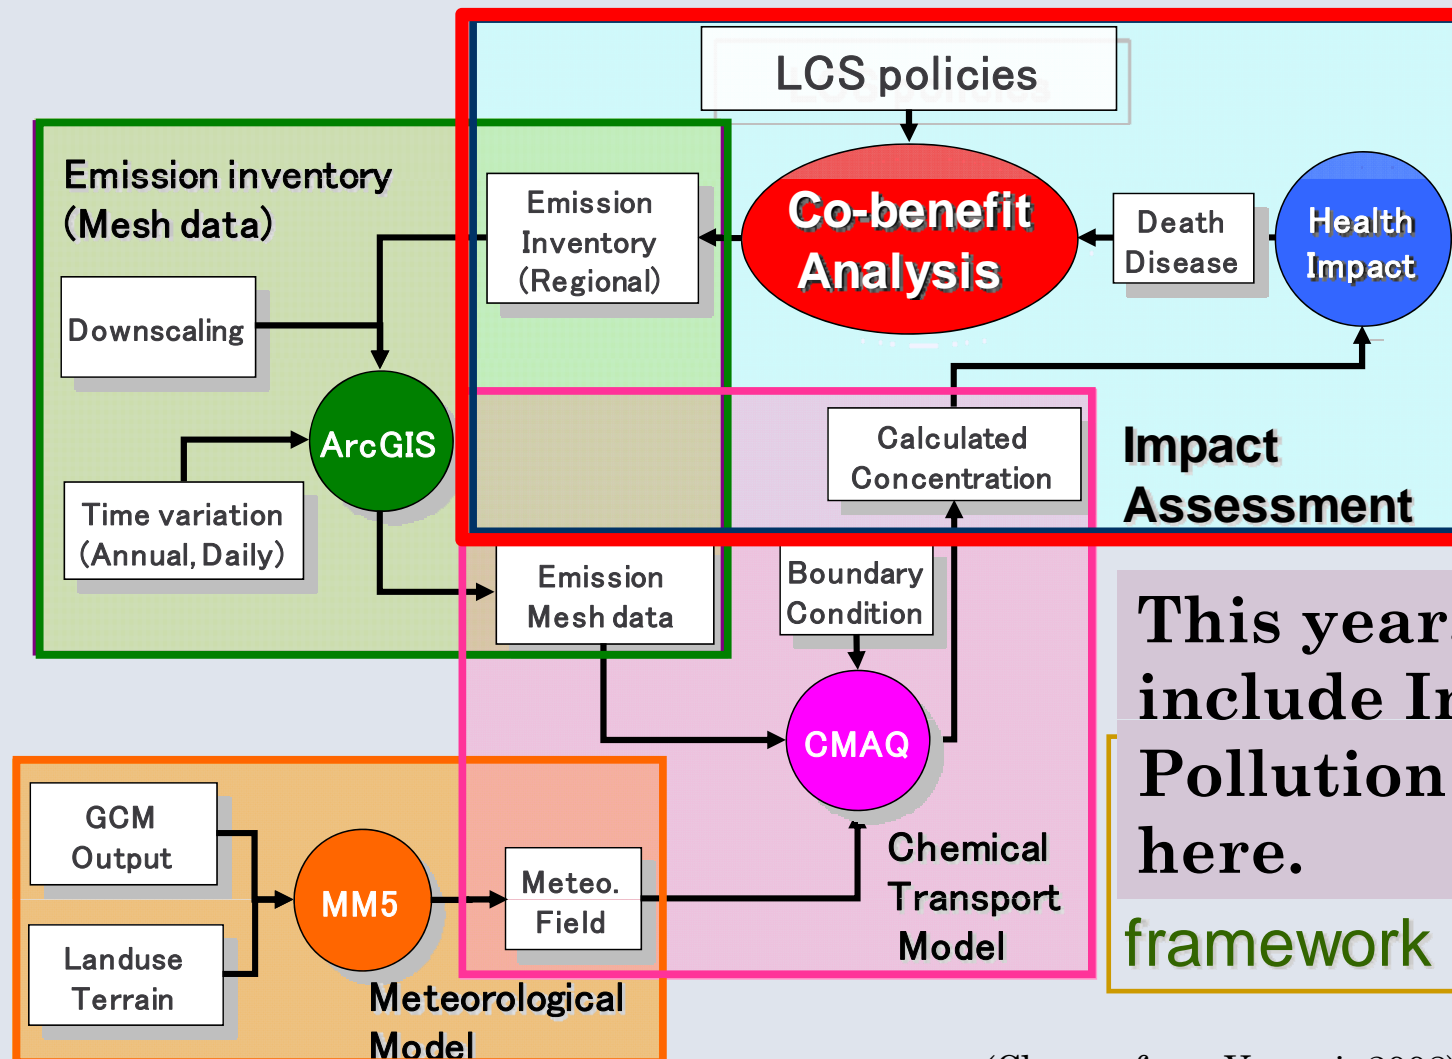 LCS policies
Emission inventory
(Mesh data)
Emission
Inventory
(Regional)
Co-benefit
Analysis
Death
Disease
Health
Impact
Downscaling
ArcGIS
Calculated
Concentration
Impact
Assessment
Time variation
(Annual, Daily)
Emission
Mesh data
Boundary
Condition
This year
include
Pollution
here.
CMAQ
GCM
Output
Chemical
Transport
Model
MM5
Meteo.
Field
framework
Landuse
Terrain
Meteorological
Model